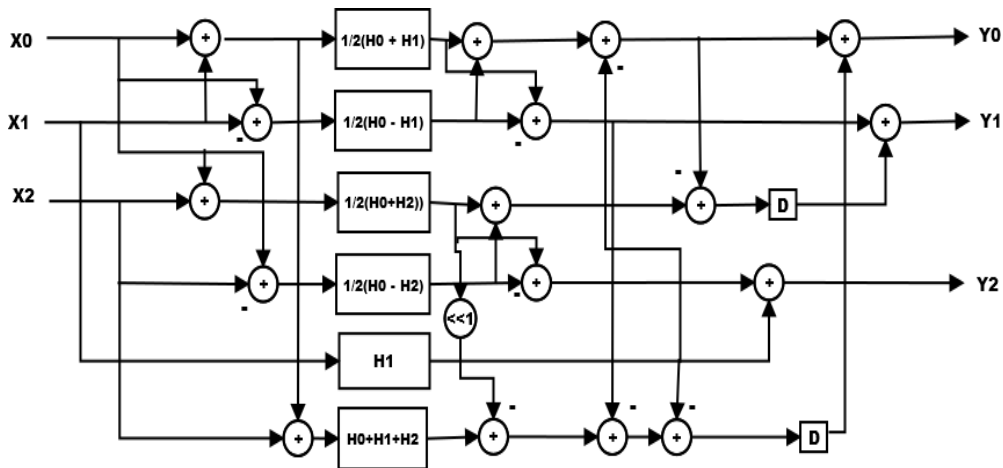 X0
+
1/2(H0 + H1)
+
+
-
+
Y0
X1
+
-
1/2(H0 - H1)
+
-
+
Y1
X2
+
1/2(H0+H2))
+
+
-
D
+
-
1/2(H0 - H2)
+
-
+
Y2
<<1
H1
+
H0+H1+H2
+
-
+
-
+
-
D